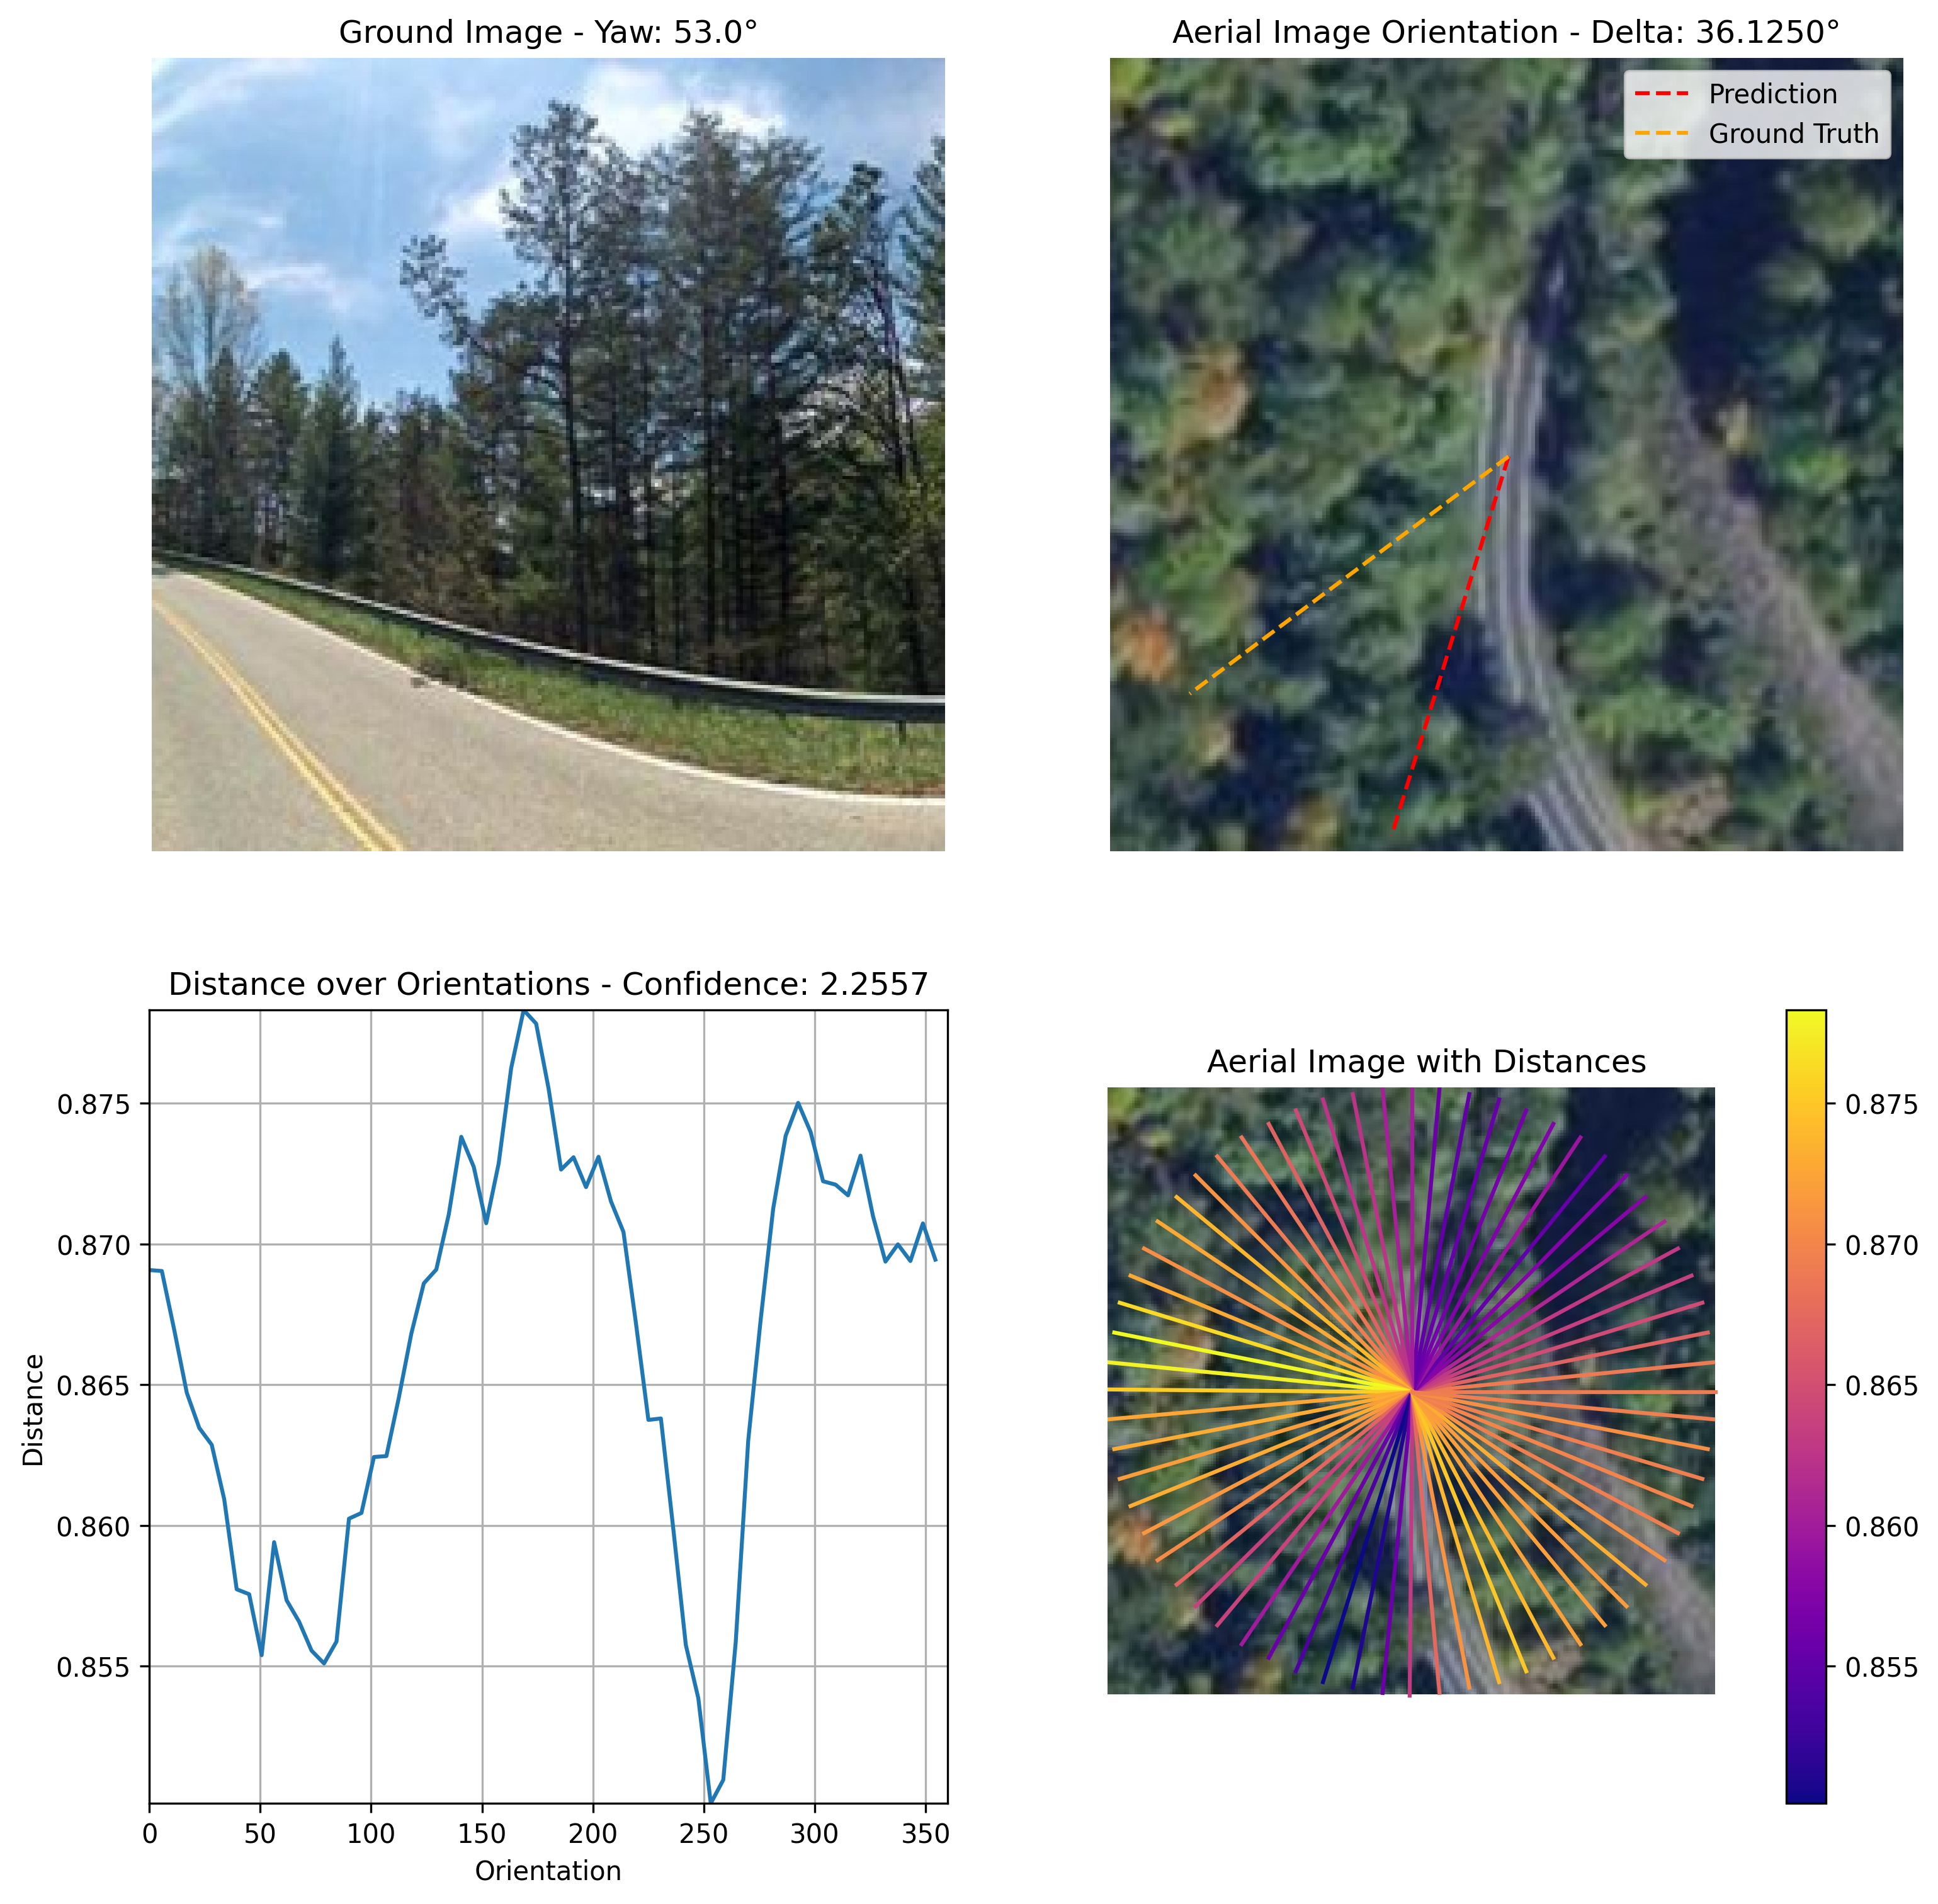 Ground Image - Yaw: 53.0°
Aerial Image Orientation - Delta: 36.1250°
Prediction
Ground Truth
Distance over Orientations - Confidence: 2.2557
Distance
0.875
0.870
0.865
0.860
0.855
0 50 100 150 200 250 300 350
Orientation
Aerial Image with Distances
0.875
0.870
0.865
0.860
0.855